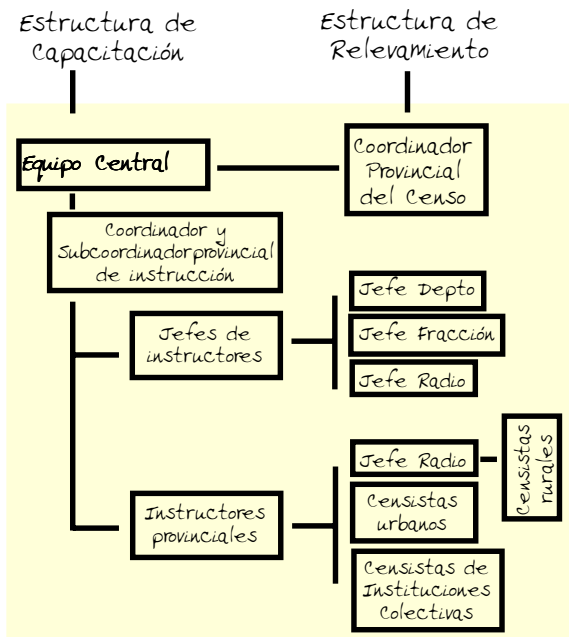 Estructura de
Capacitación
Estructura de
Relevamiento
Equipo Central
Coordinador
Provincial
del Censo
Coordinador y
Subcoordinadorprovincial
de instrucción
Jefes de
instructores
Jefe Depto
Jefe Fracción
Jefe Radio
Instructores
provinciales
Jefe Radio
Censistas
rurales
Censistas
urbanos
Censistas de
Instituciones
Colectivas